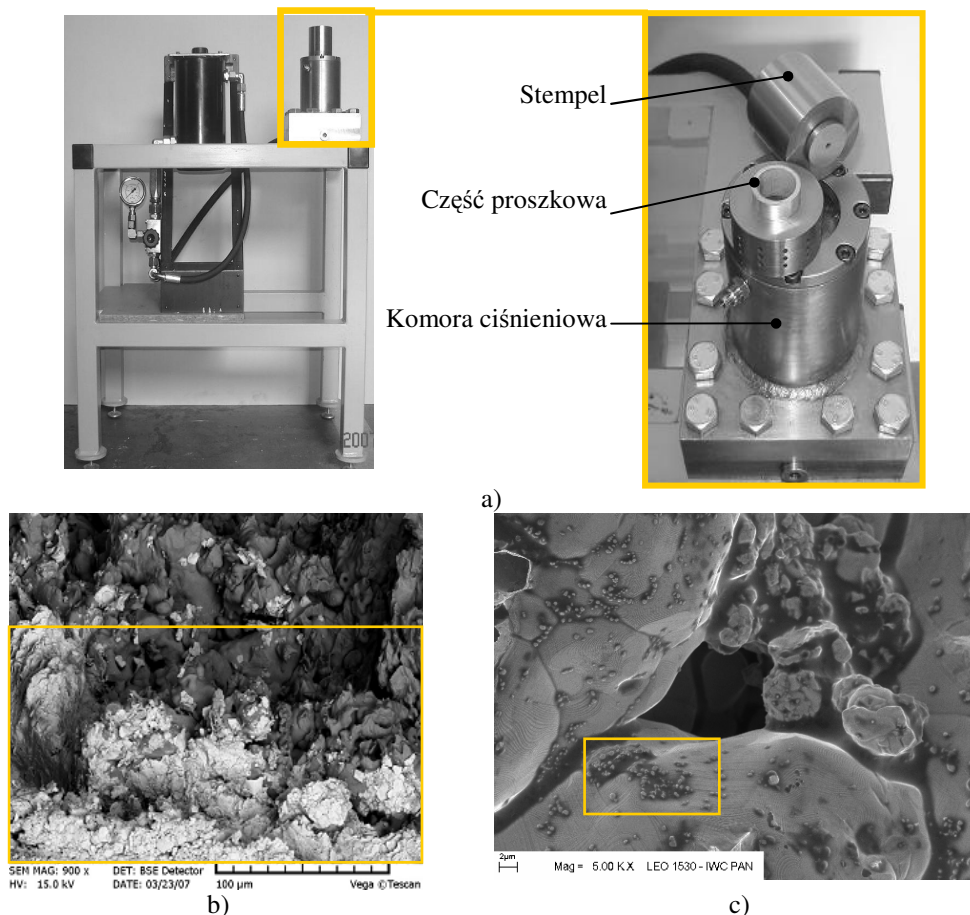 200
Stempel
Część proszkowa
Komora ciśnieniowa
a)
SEM MAG: 900 x DET: BSE Detector
HV: 15.0 kV DATE: 03/23/07 100 µm Vega ©Tescan
b)
2µm Mag = 5.00 K X LEO 1530 - IWC PAN
c)